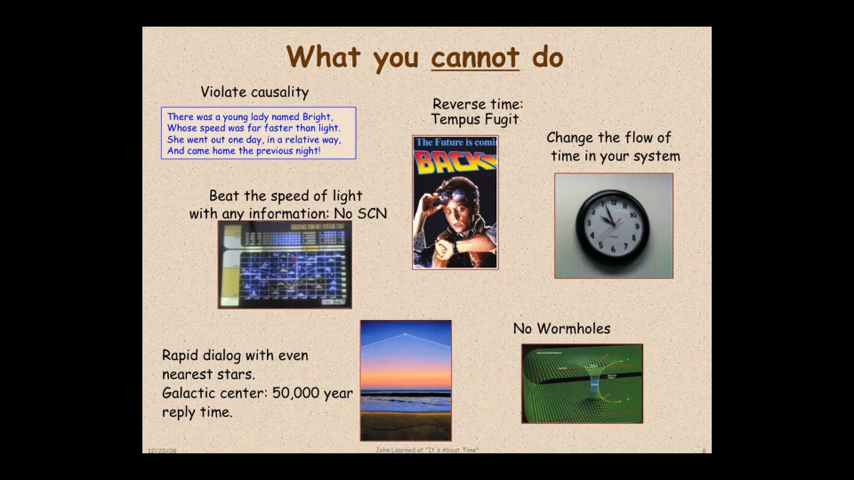 What you cannot do
Violate causality
There was a young lady named Bright,
Whose speed was far faster than light.
She went out one day, in a relative way,
And came home the previous night!
Reverse time:
Tempus Fugit
The Future is comi
BACK
Change the flow of
time in your system
Beat the speed of light
with any information: No SCN
Rapid dialog with even
nearest stars.
Galactic center: 50,000 year
reply time.
No Wormholes
12/20/08
John Learned at "It's About Time"